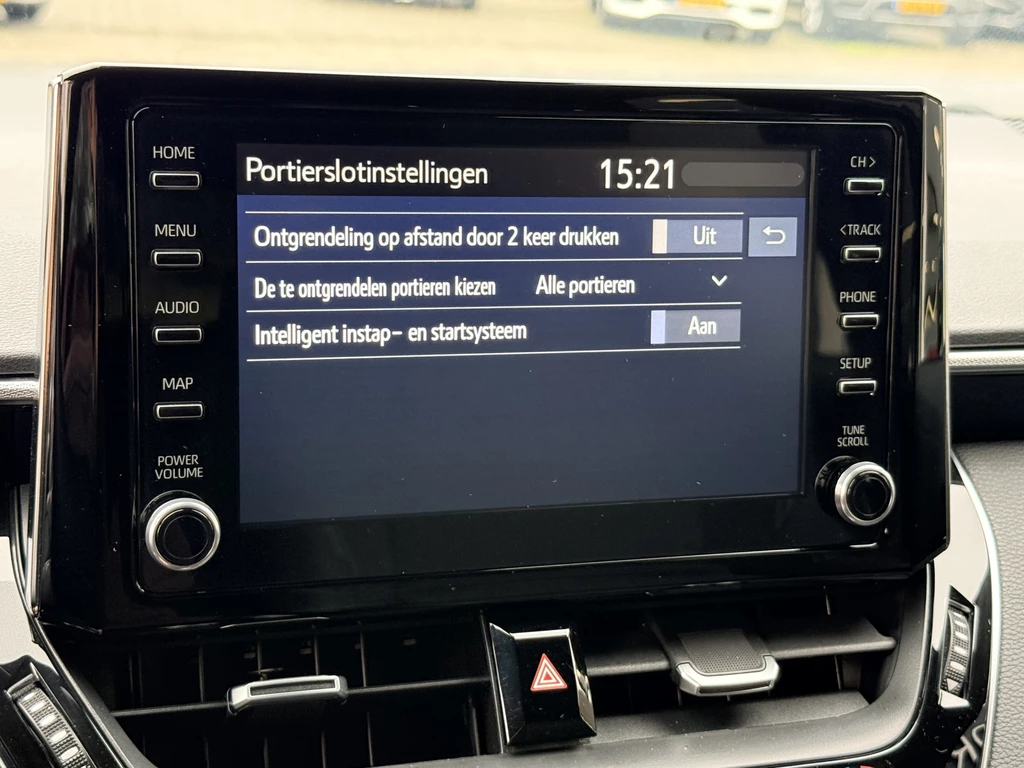 HOME
MENU
AUDIO
MAP
POWER
VOLUME
Portierslotinstellingen 15:21
Ontgrendeling op afstand door 2 keer drukken Uit
De te ontgrendelen portieren kiezen Alle portieren
Intelligent instap- en startsysteem Aan
CH >
< TRACK
PHONE
SETUP
TUNE
SCROLL